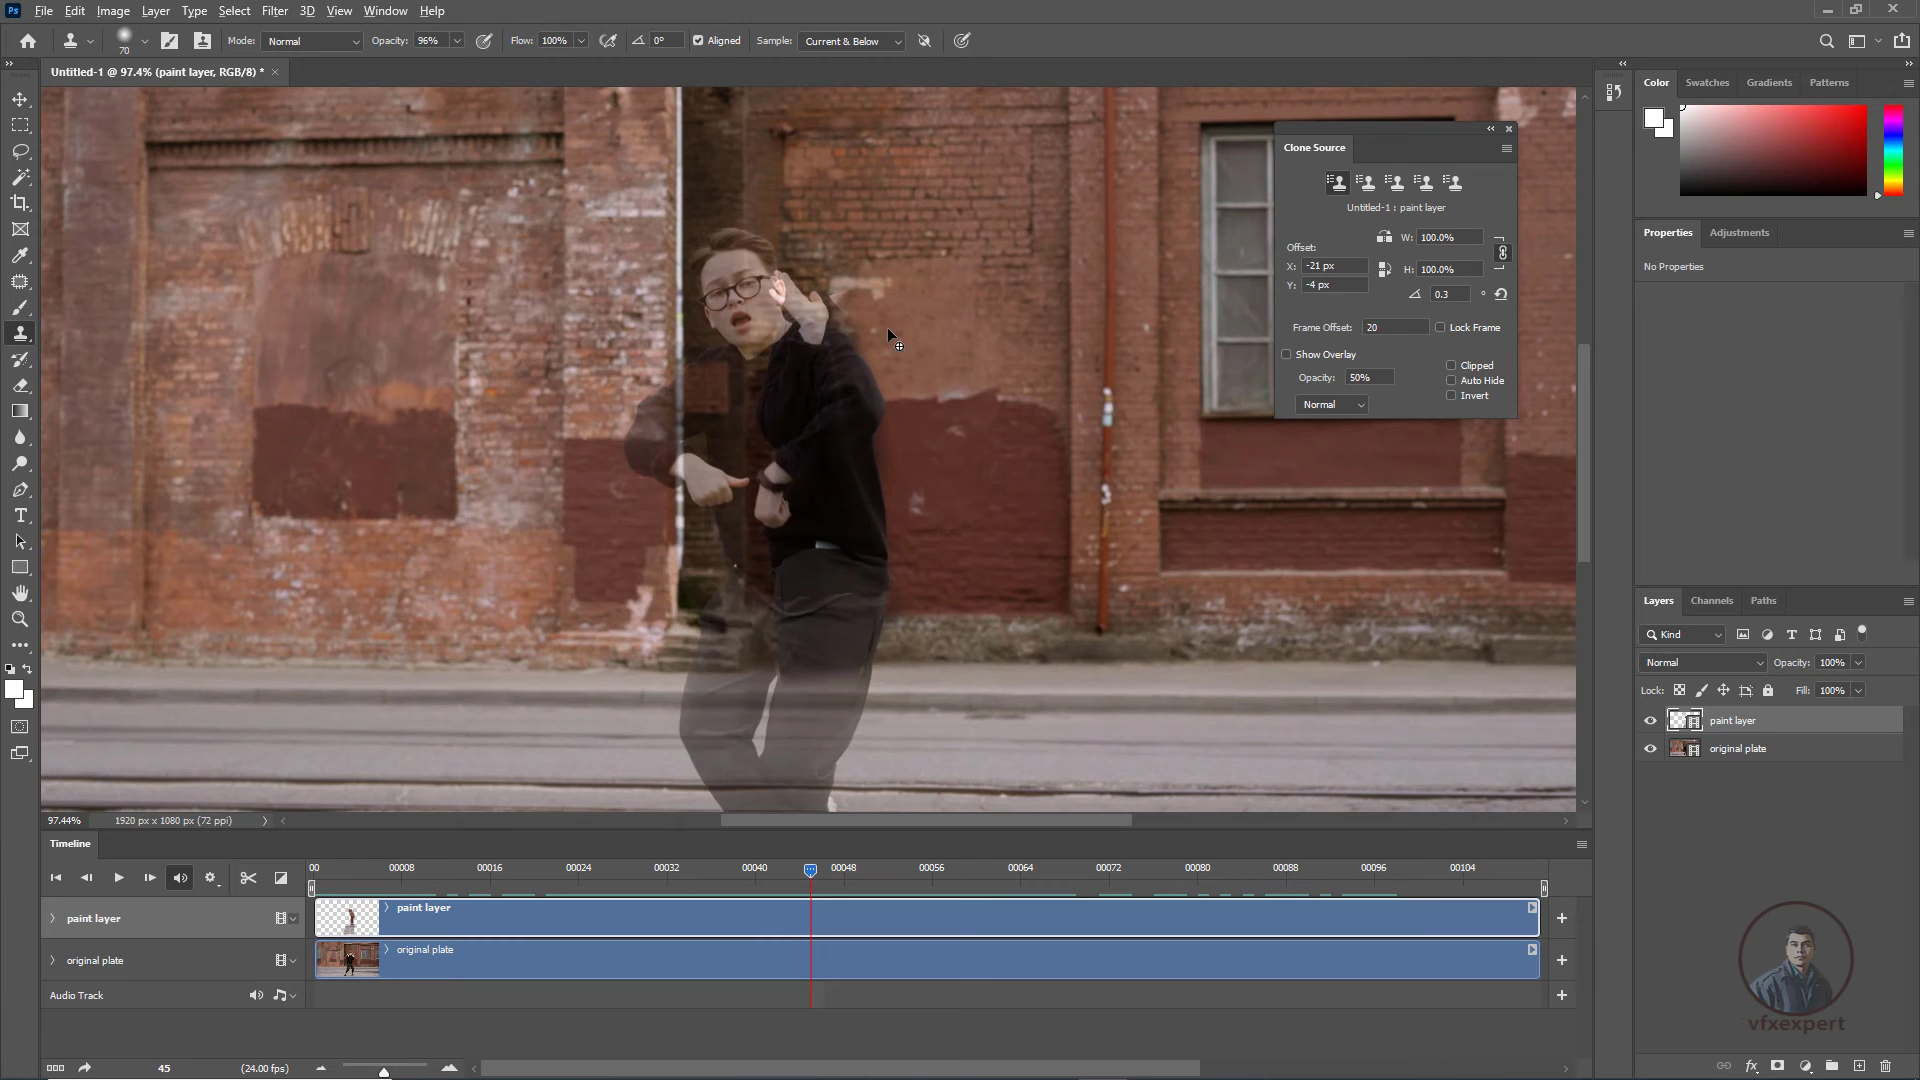 Ps File Edit Image Layer Type Select Filter 3D View Window Help
70 Mode: Normal Opacity: 96% Flow: 100% 0° Aligned Sample: Current & Below
Untitled-1 @ 97.4% (paint layer, RGB/8) *
Color Swatches Gradients Patterns
Clone Source
Untitled-1 : paint layer
W: 100.0%
Offset:
X: -21 px
H: 100.0%
Y: -4 px
0.3 °
Frame Offset: 20 Lock Frame
Show Overlay
Clipped
Opacity: 50%
Auto Hide
Invert
Normal
Properties Adjustments
No Properties
Layers Channels Paths
Kind
Normal Opacity: 100%
Lock: Fill: 100%
paint layer
original plate
97.44% 1920 px x 1080 px (72 ppi)
Timeline
00 00008 00016 00024 00032 00040 00048 00056 00064 00072 00080 00088 00096 00104
paint layer
paint layer
original plate
original plate
Audio Track
45 (24.00 fps)
vfxexpert